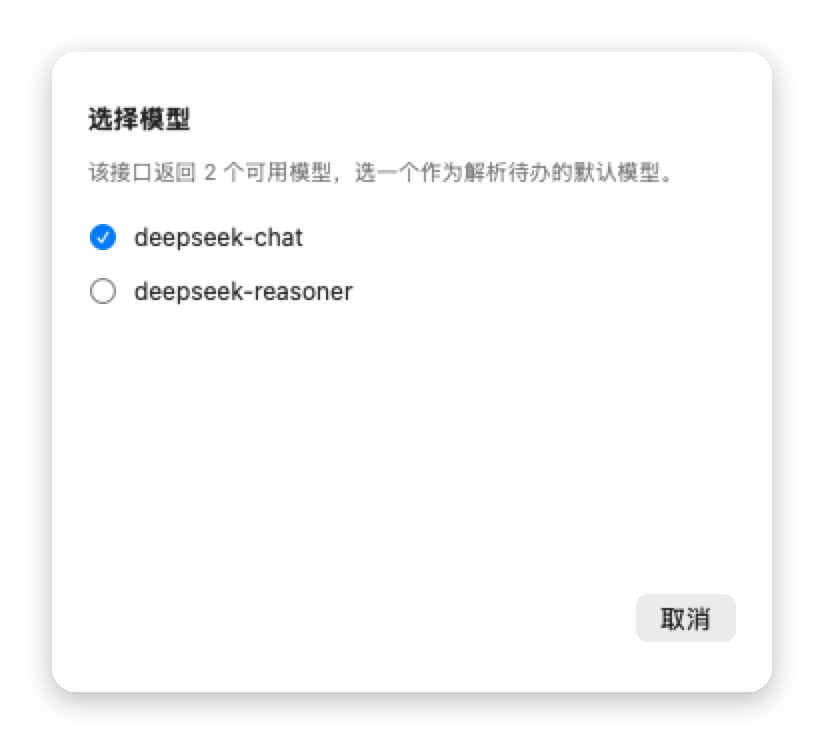 选择模型
该接口返回 2 个可用模型，选一个作为解析待办的默认模型。
deepseek-chat
deepseek-reasoner
取消